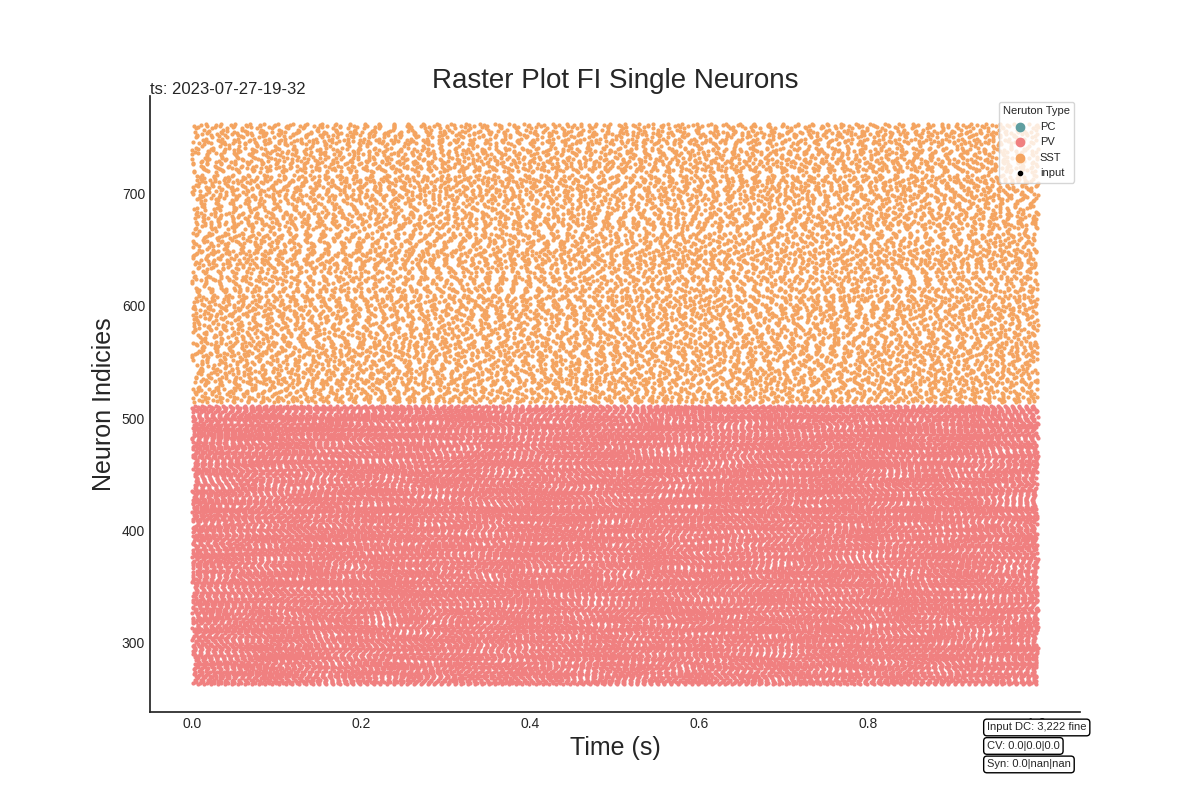 Raster Plot FI Single Neurons
ts: 2023-07-27-19-32
Neruton Type
PC
PV
SST
input
Neuron Indicies
700
600
500
400
300
0.0 0.2 0.4 0.6 0.8
Time (s)
Input DC: 3,222 fine
CV: 0.0|0.0|0.0
Syn: 0.0|nan|nan